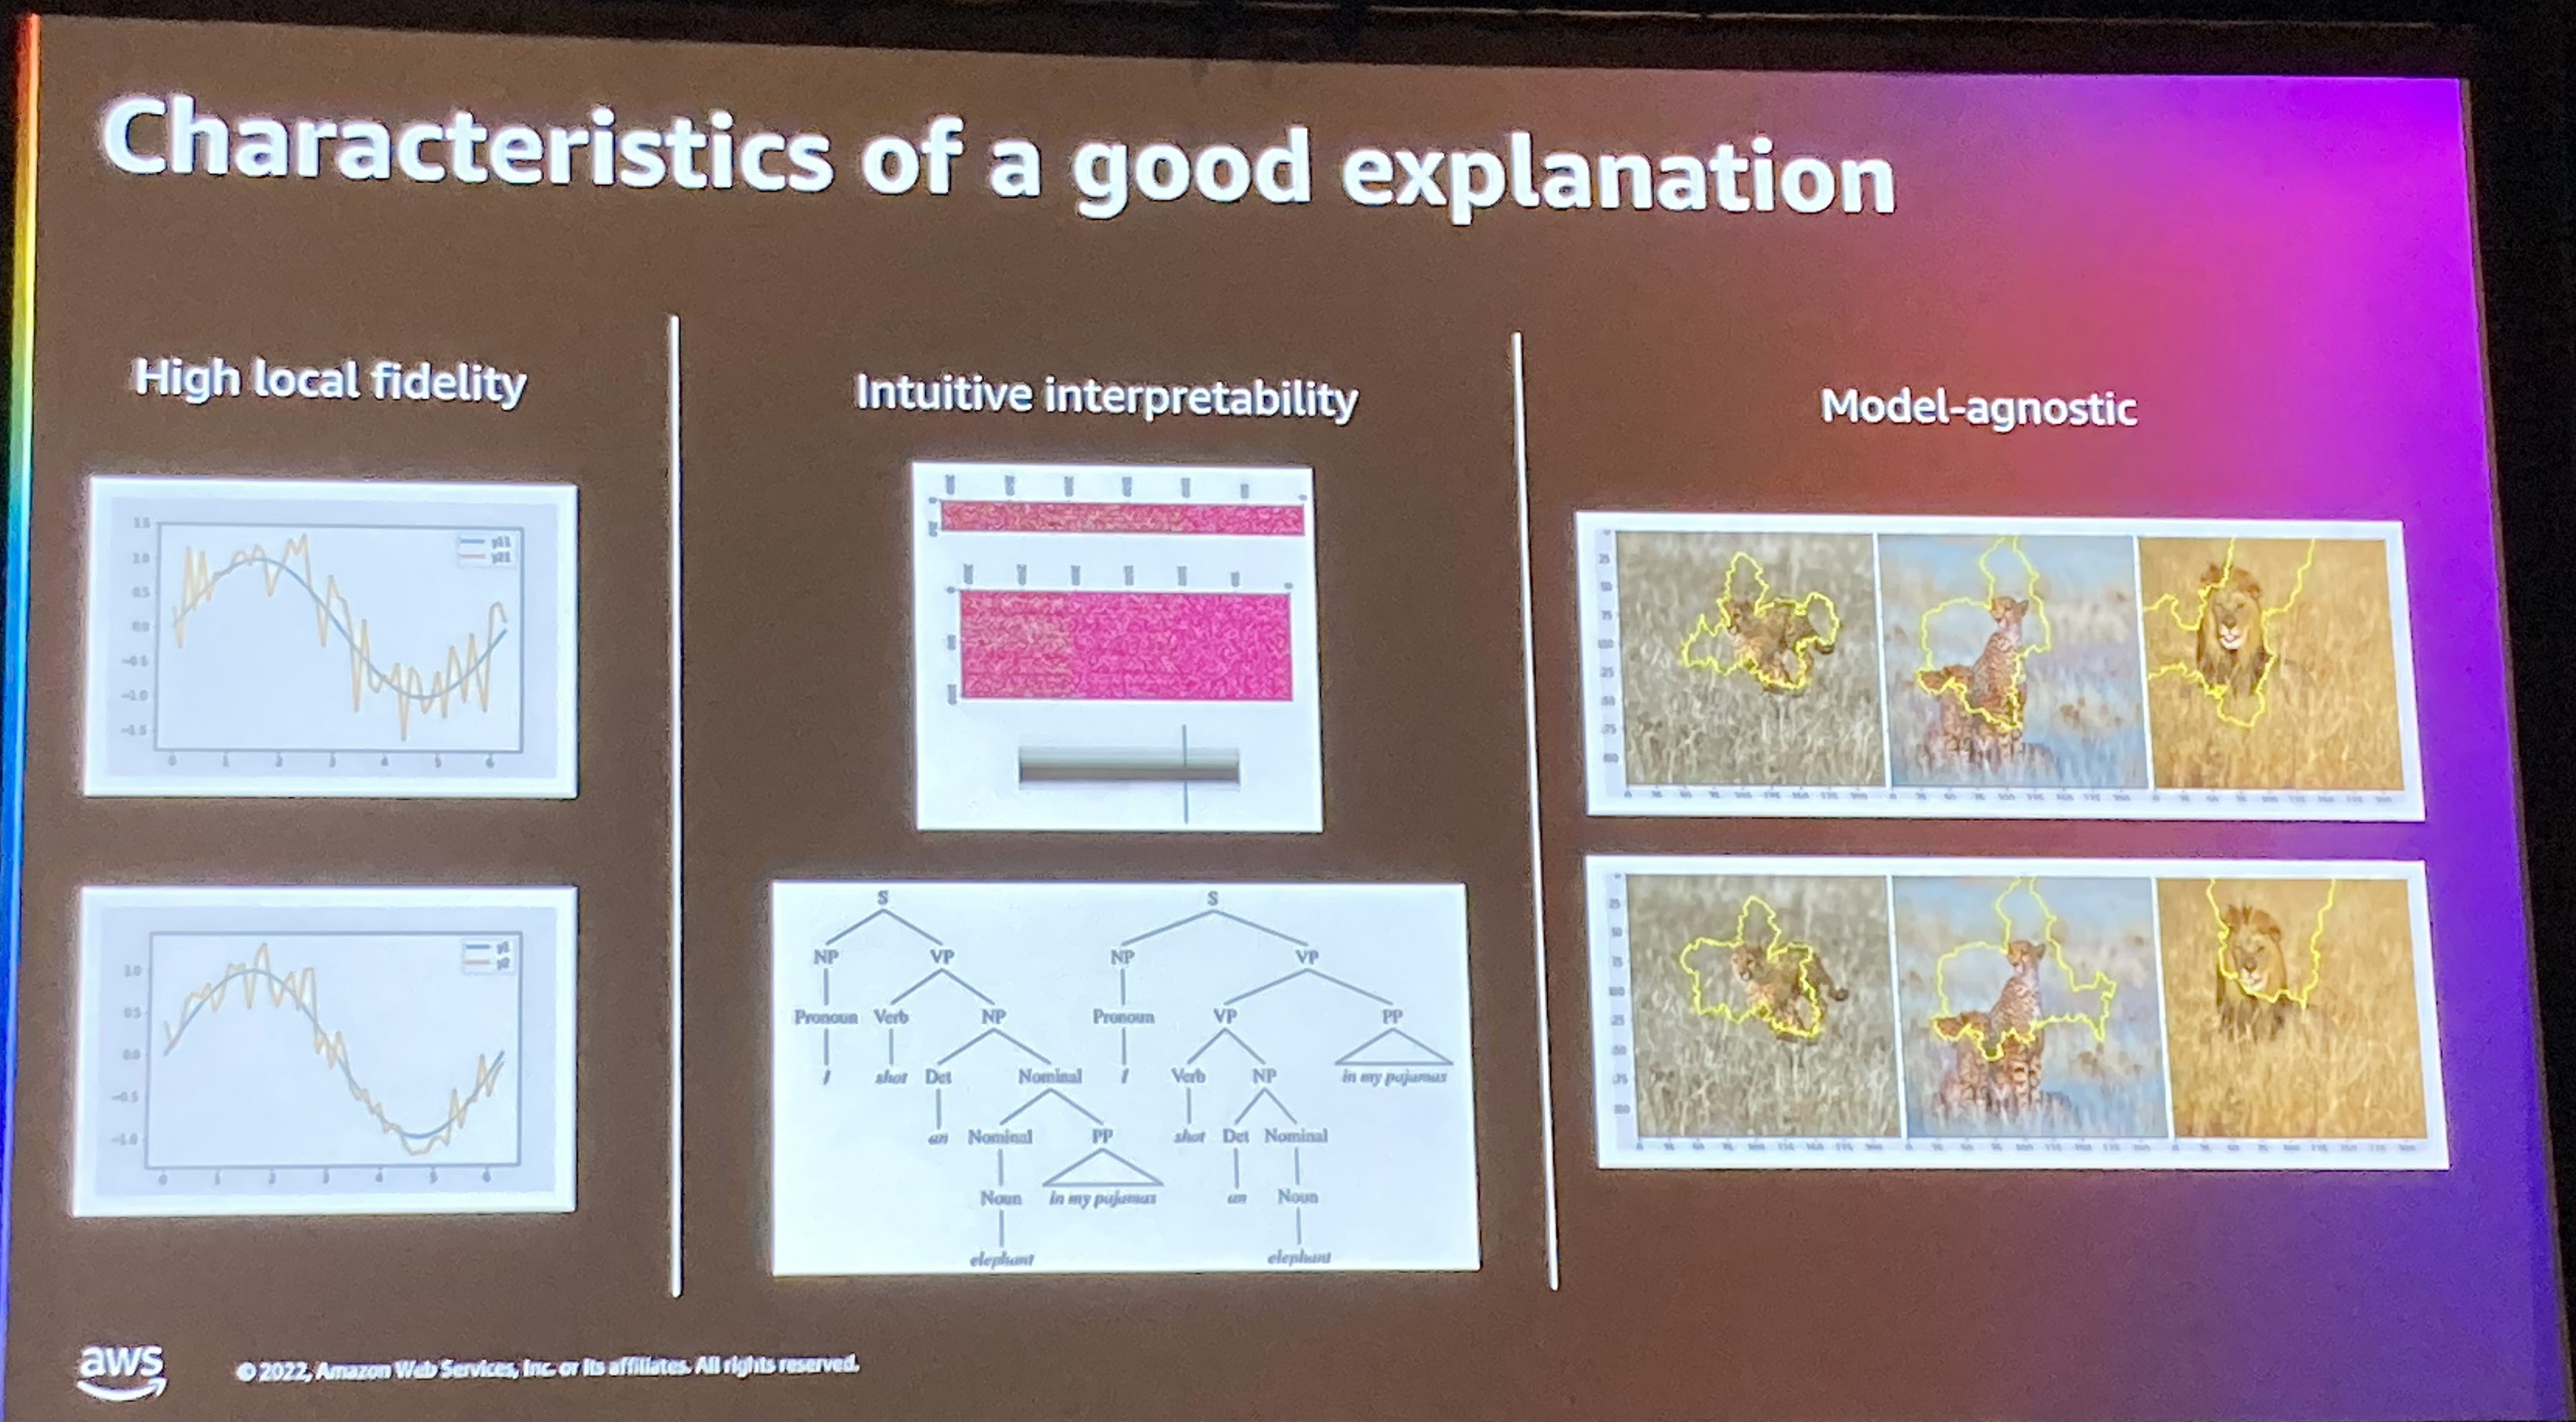 Characteristics of a good explanation
High local fidelity
1.5
1.0
0.5
0.0
-0.5
-1.0
-1.5
0 1 2 3 4 5 6
1.0
0.5
0.0
-0.5
-1.0
0 1 2 3 4 5 6
Intuitive interpretability
S S
NP VP NP VP
Pronoun Verb NP Pronoun VP PP
I shot Det Nominal I Verb NP in my pajamas
an Nominal PP shot Det Nominal
Noun in my pajamas an Noun
elephant elephant
Model-agnostic
aws
© 2022, Amazon Web Services, Inc. or its affiliates. All rights reserved.